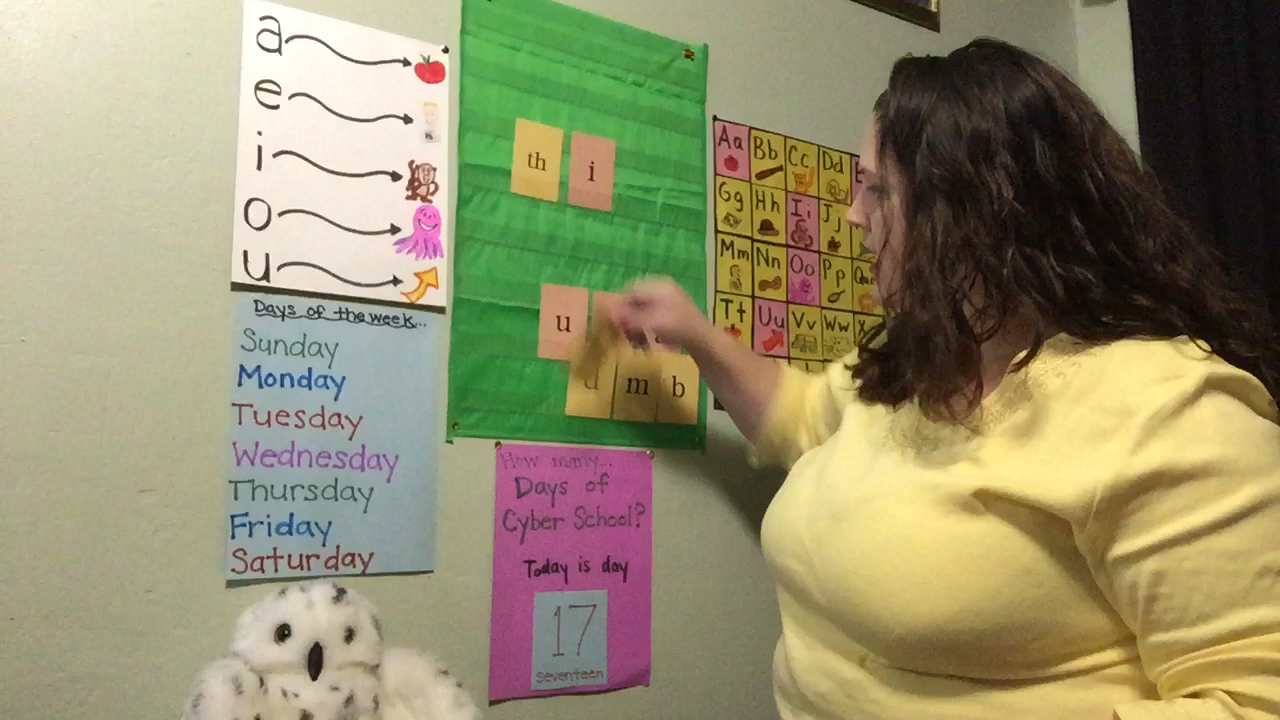 a
e
i
o
u
Days of the week...
Sunday
Monday
Tuesday
Wednesday
Thursday
Friday
Saturday
th i
u
d m b
How many...
Days of
Cyber School?
Today is day
17
seventeen
Aa Bb Cc Dd
Gg Hh Ii Jj
Mm Nn Oo Pp
Tt Uu Vv Ww